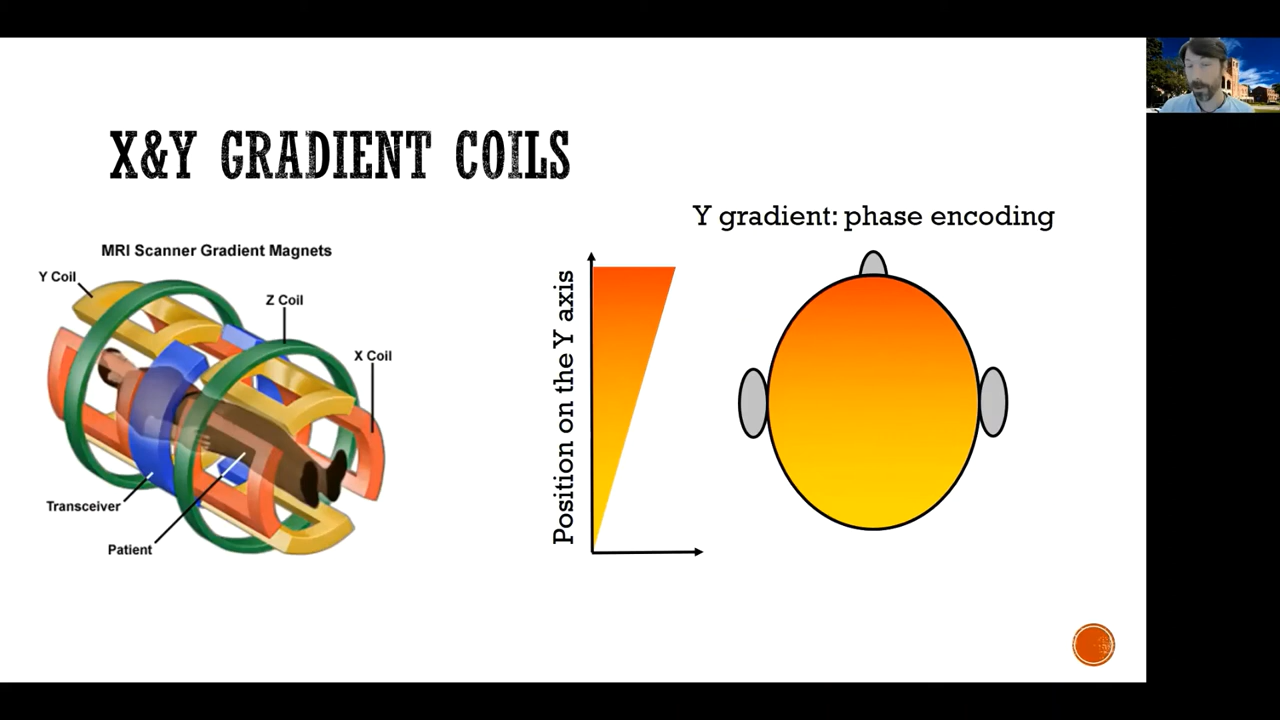 X&Y GRADIENT COILS
Y gradient: phase encoding
MRI Scanner Gradient Magnets
Y Coil
Z Coil
X Coil
Transceiver
Patient
Position on the Y axis